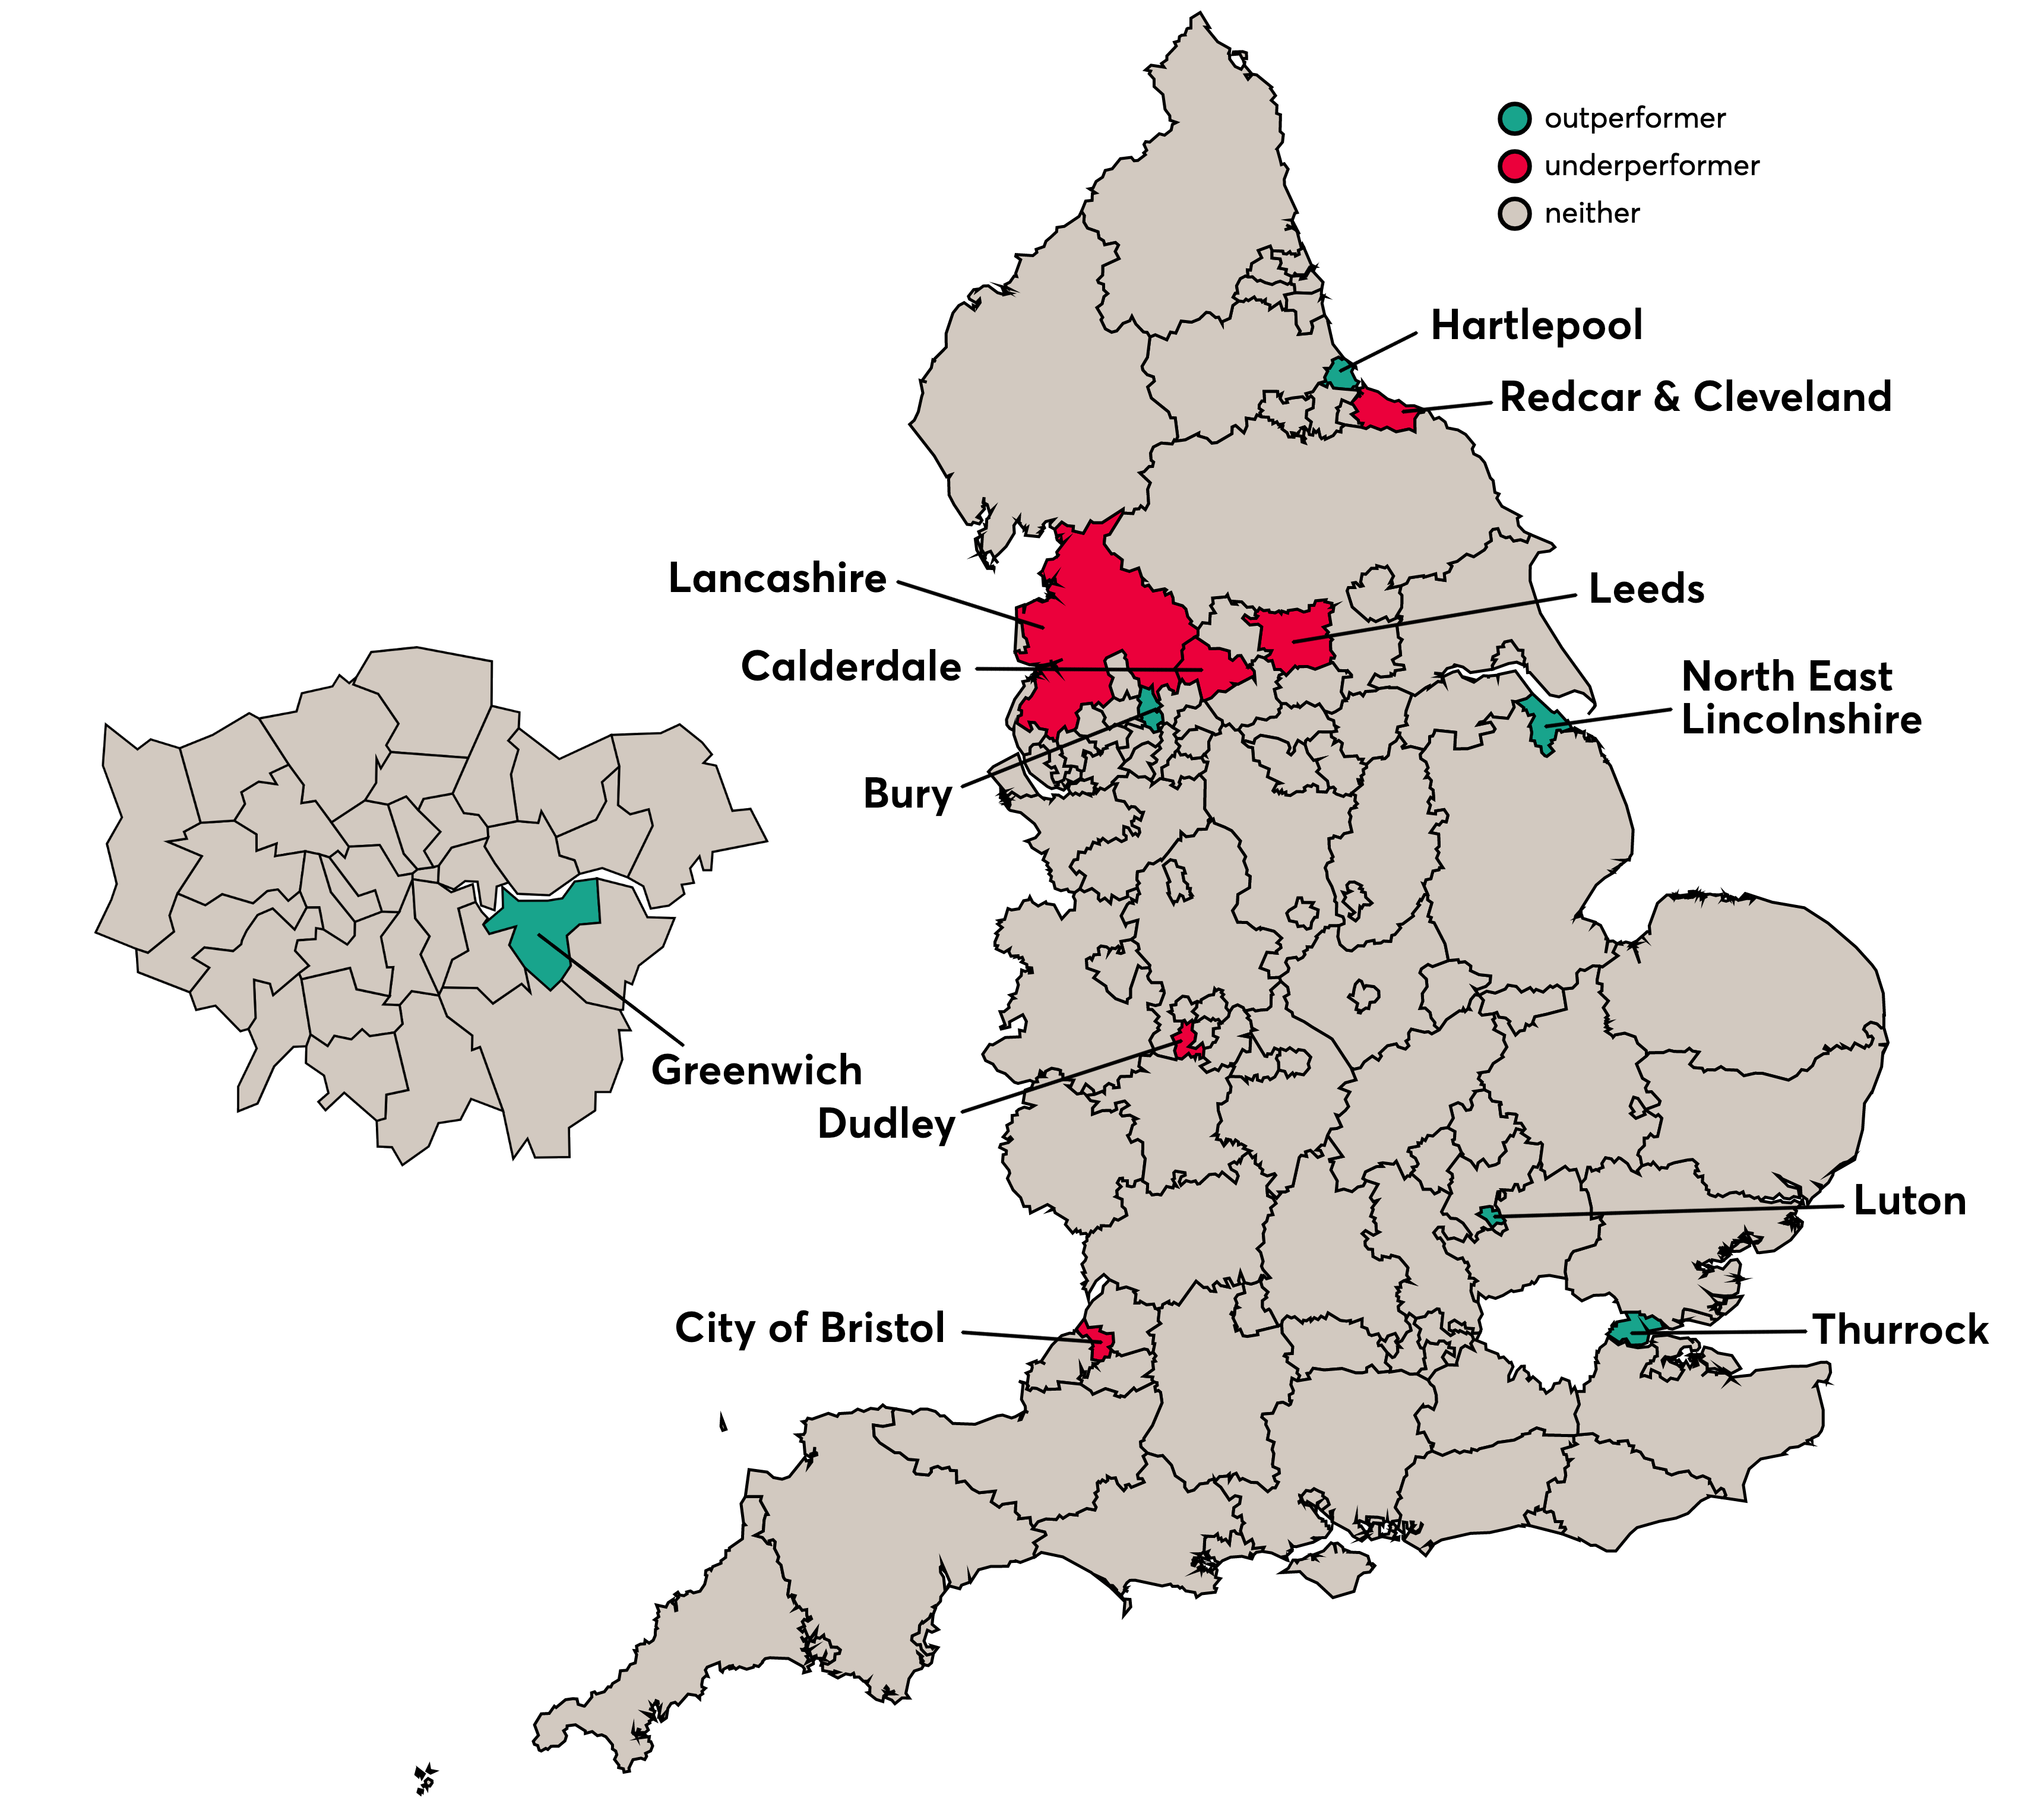 outperformer
underperformer
neither
Hartlepool
Redcar & Cleveland
Lancashire
Leeds
Calderdale
North East
Lincolnshire
Bury
Greenwich
Dudley
Luton
City of Bristol
Thurrock